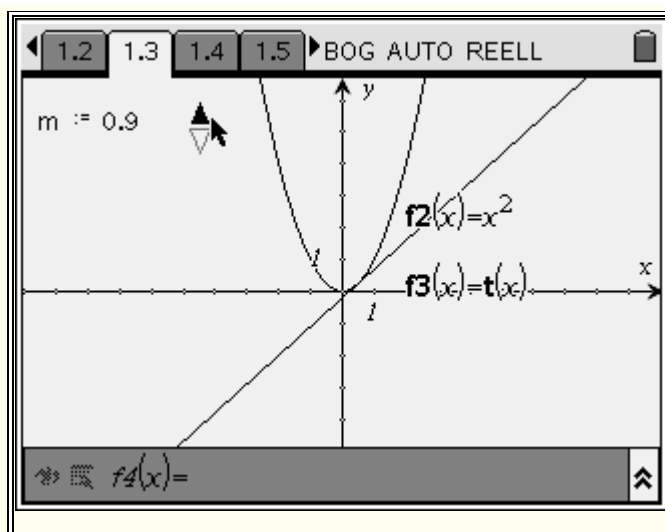 1.2 1.3 1.4 1.5 BOG AUTO REELL
m := 0.9
y
f2(x)=x²
1
x
f3(x)=t(x)
1
f4(x)=